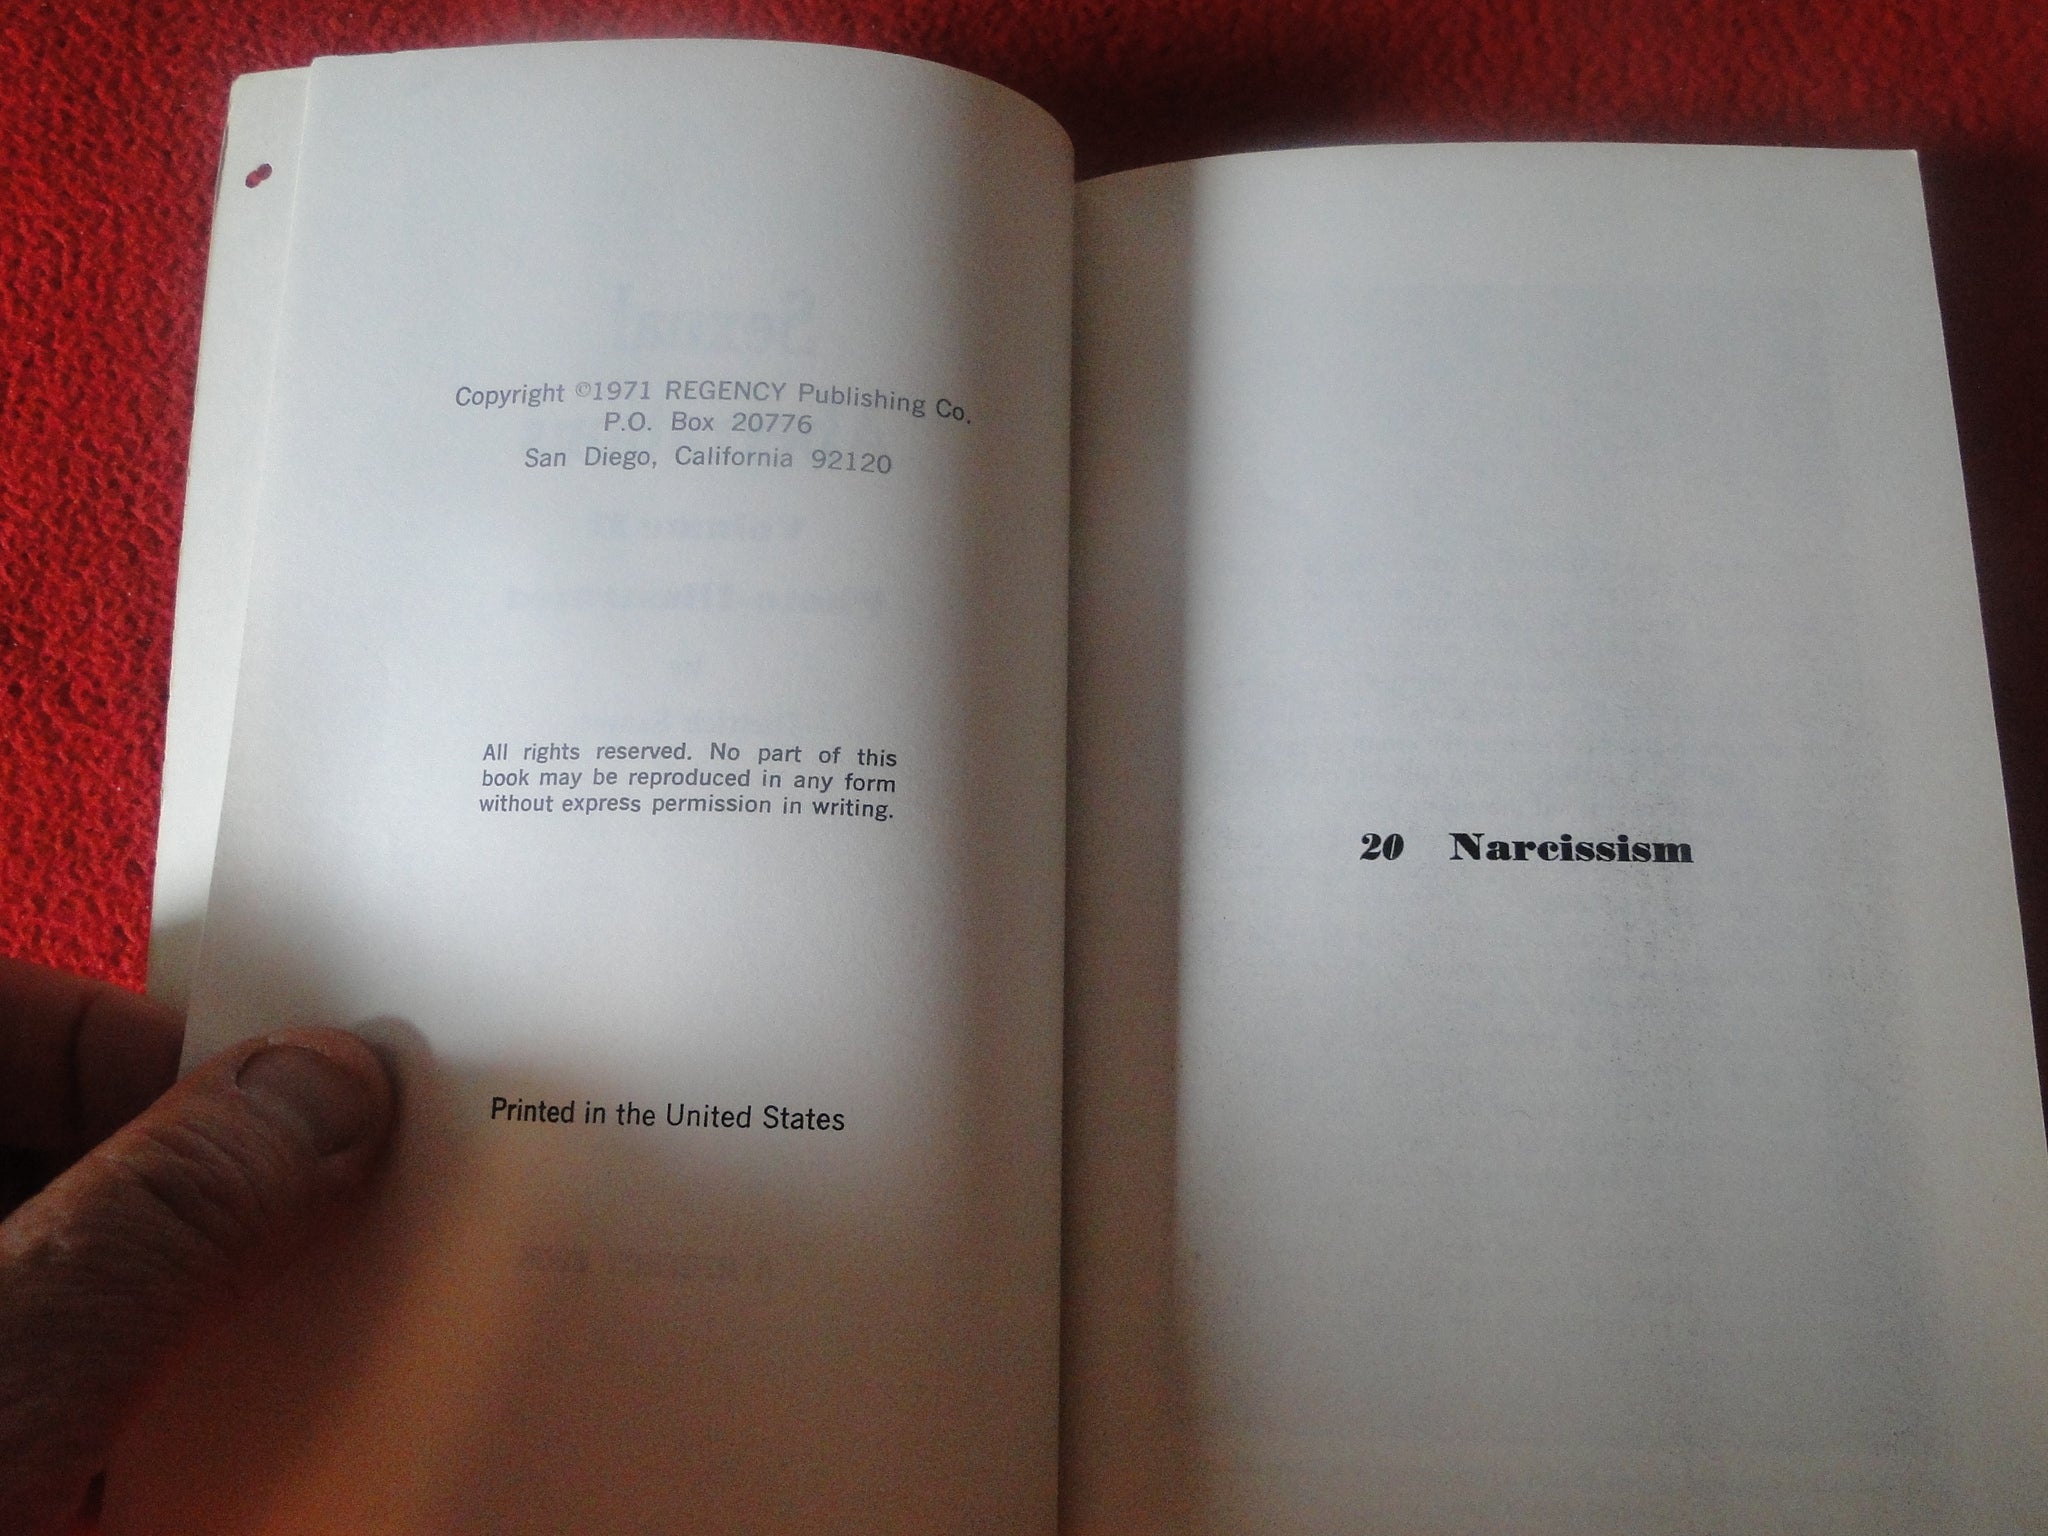 Copyright ©1971 REGENCY Publishing Co.
P.O. Box 20776
San Diego, California 92120
All rights reserved. No part of this
book may be reproduced in any form
without express permission in writing.
Printed in the United States
20 Narcissism